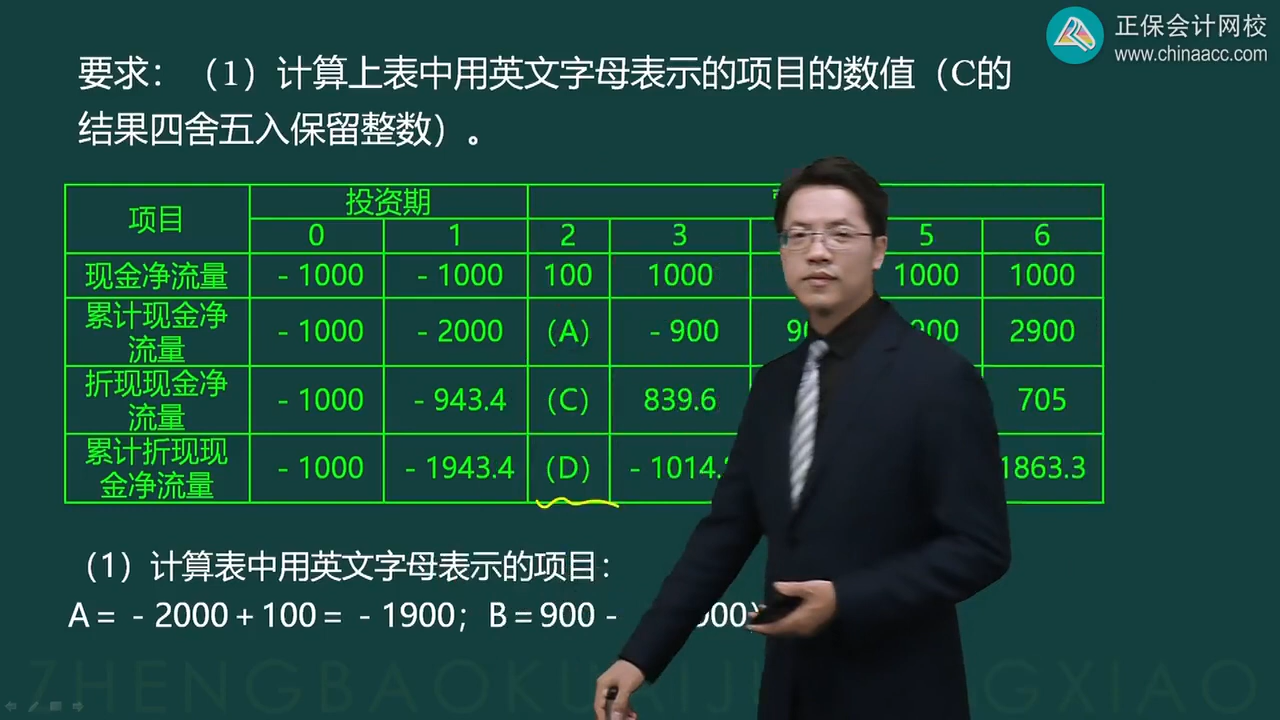 正保会计网校
www.chinaacc.com
要求：（1）计算上表中用英文字母表示的项目的数值（C的
结果四舍五入保留整数）。
项目 投资期
0 1 2 3 5 6
现金净流量 －1000 －1000 100 1000 1000 1000
累计现金净
流量 －1000 －2000 （A） －900 2900
折现现金净
流量 －1000 －943.4 （C） 839.6 705
累计折现现
金净流量 －1000 －1943.4 （D） －1014. 1863.3
（1）计算表中用英文字母表示的项目：
A＝－2000＋100＝－1900；B＝900－